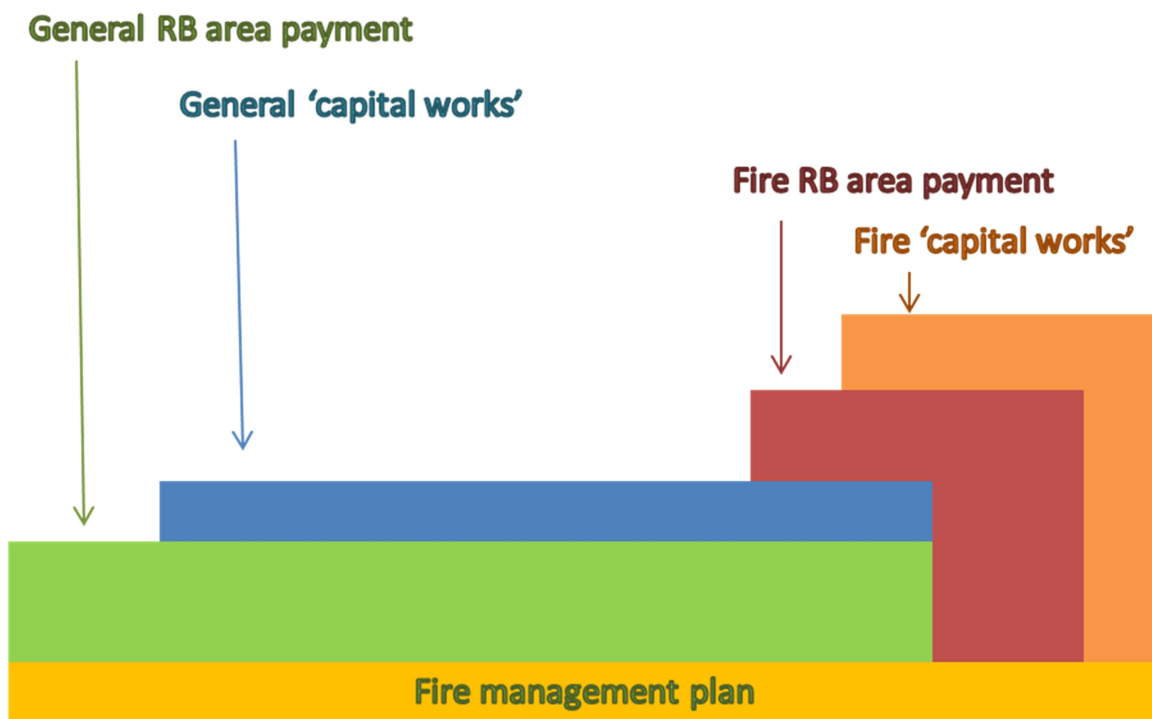 General RB area payment
General ‘capital works’
Fire RB area payment
Fire ‘capital works’
Fire management plan